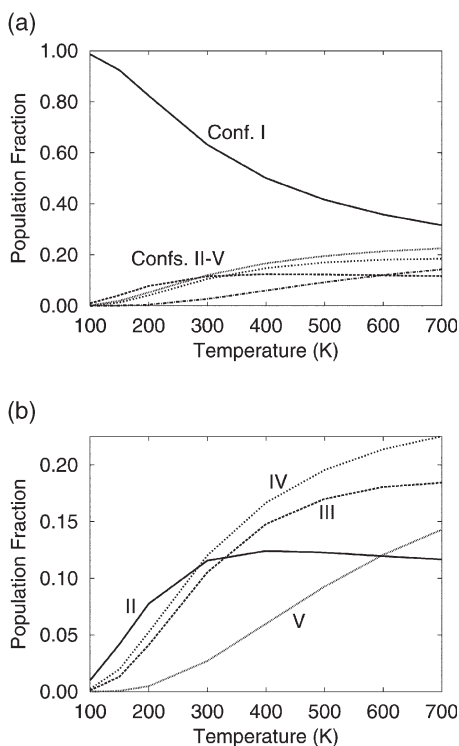 (a)
1.00
0.80
0.60
0.40
0.20
0.00
Population Fraction
Conf. I
Confs. II-V
100 200 300 400 500 600 700
Temperature (K)
(b)
0.20
0.15
0.10
0.05
0.00
Population Fraction
IV
III
II
V
100 200 300 400 500 600 700
Temperature (K)